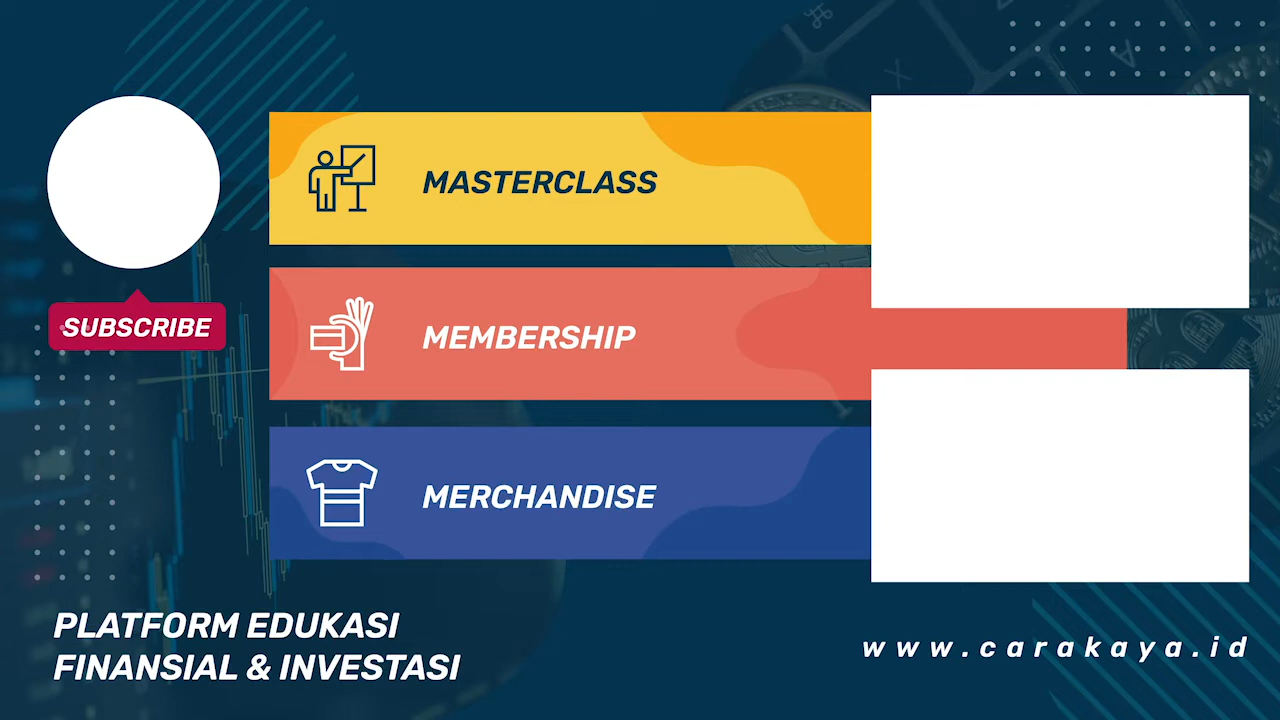 MASTERCLASS
SUBSCRIBE
MEMBERSHIP
MERCHANDISE
PLATFORM EDUKASI
FINANSIAL & INVESTASI
www.carakaya.id